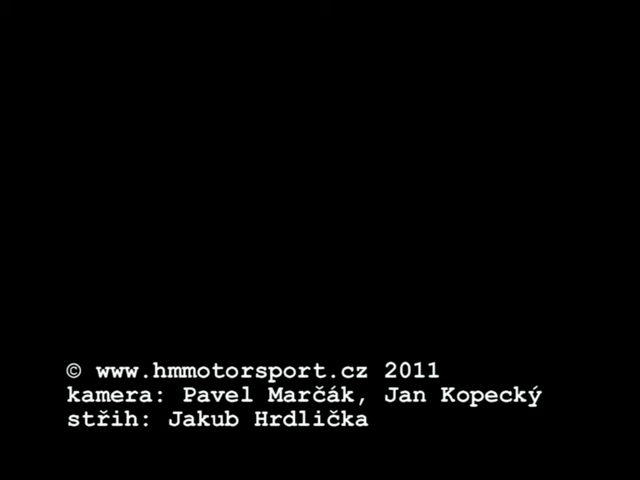 © www.hmmotorsport.cz 2011
kamera: Pavel Marčák, Jan Kopecký
střih: Jakub Hrdlička